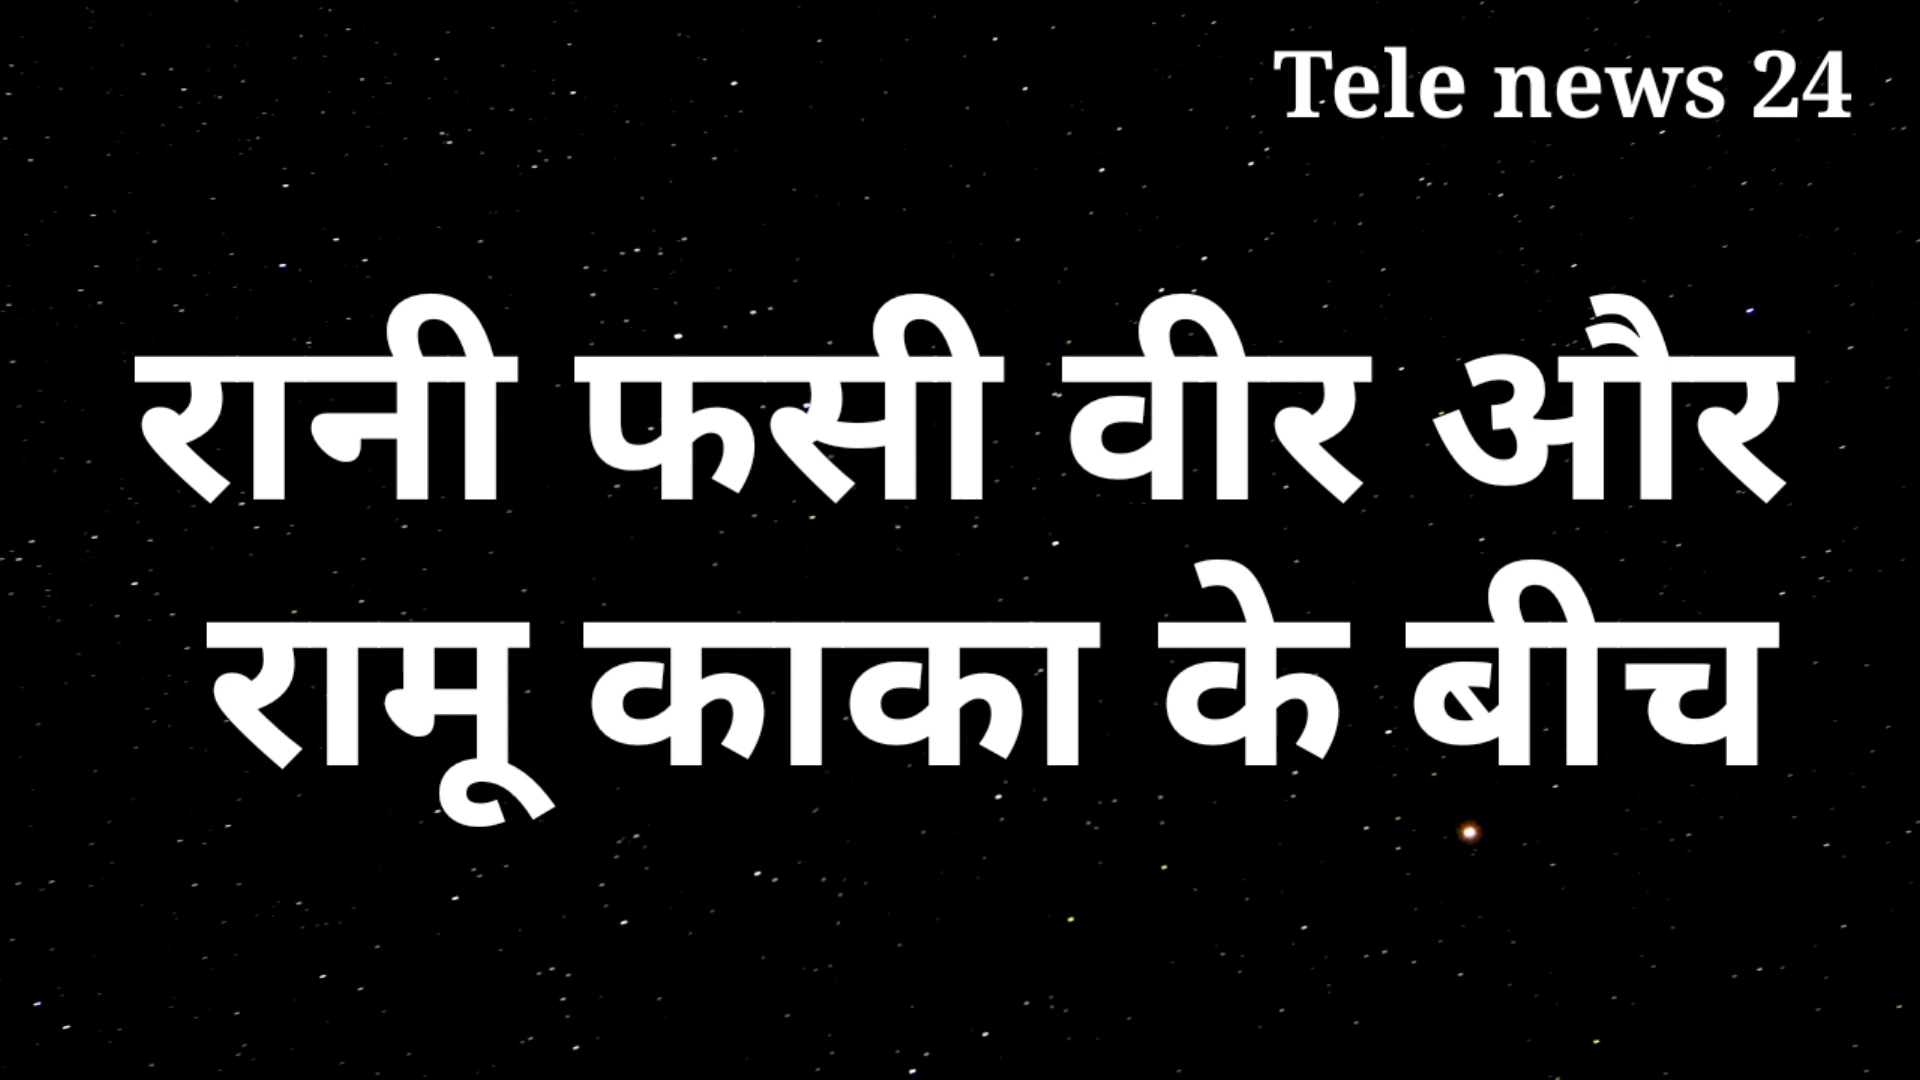 Tele news 24
रानी फसी वीर और
रामू काका के बीच